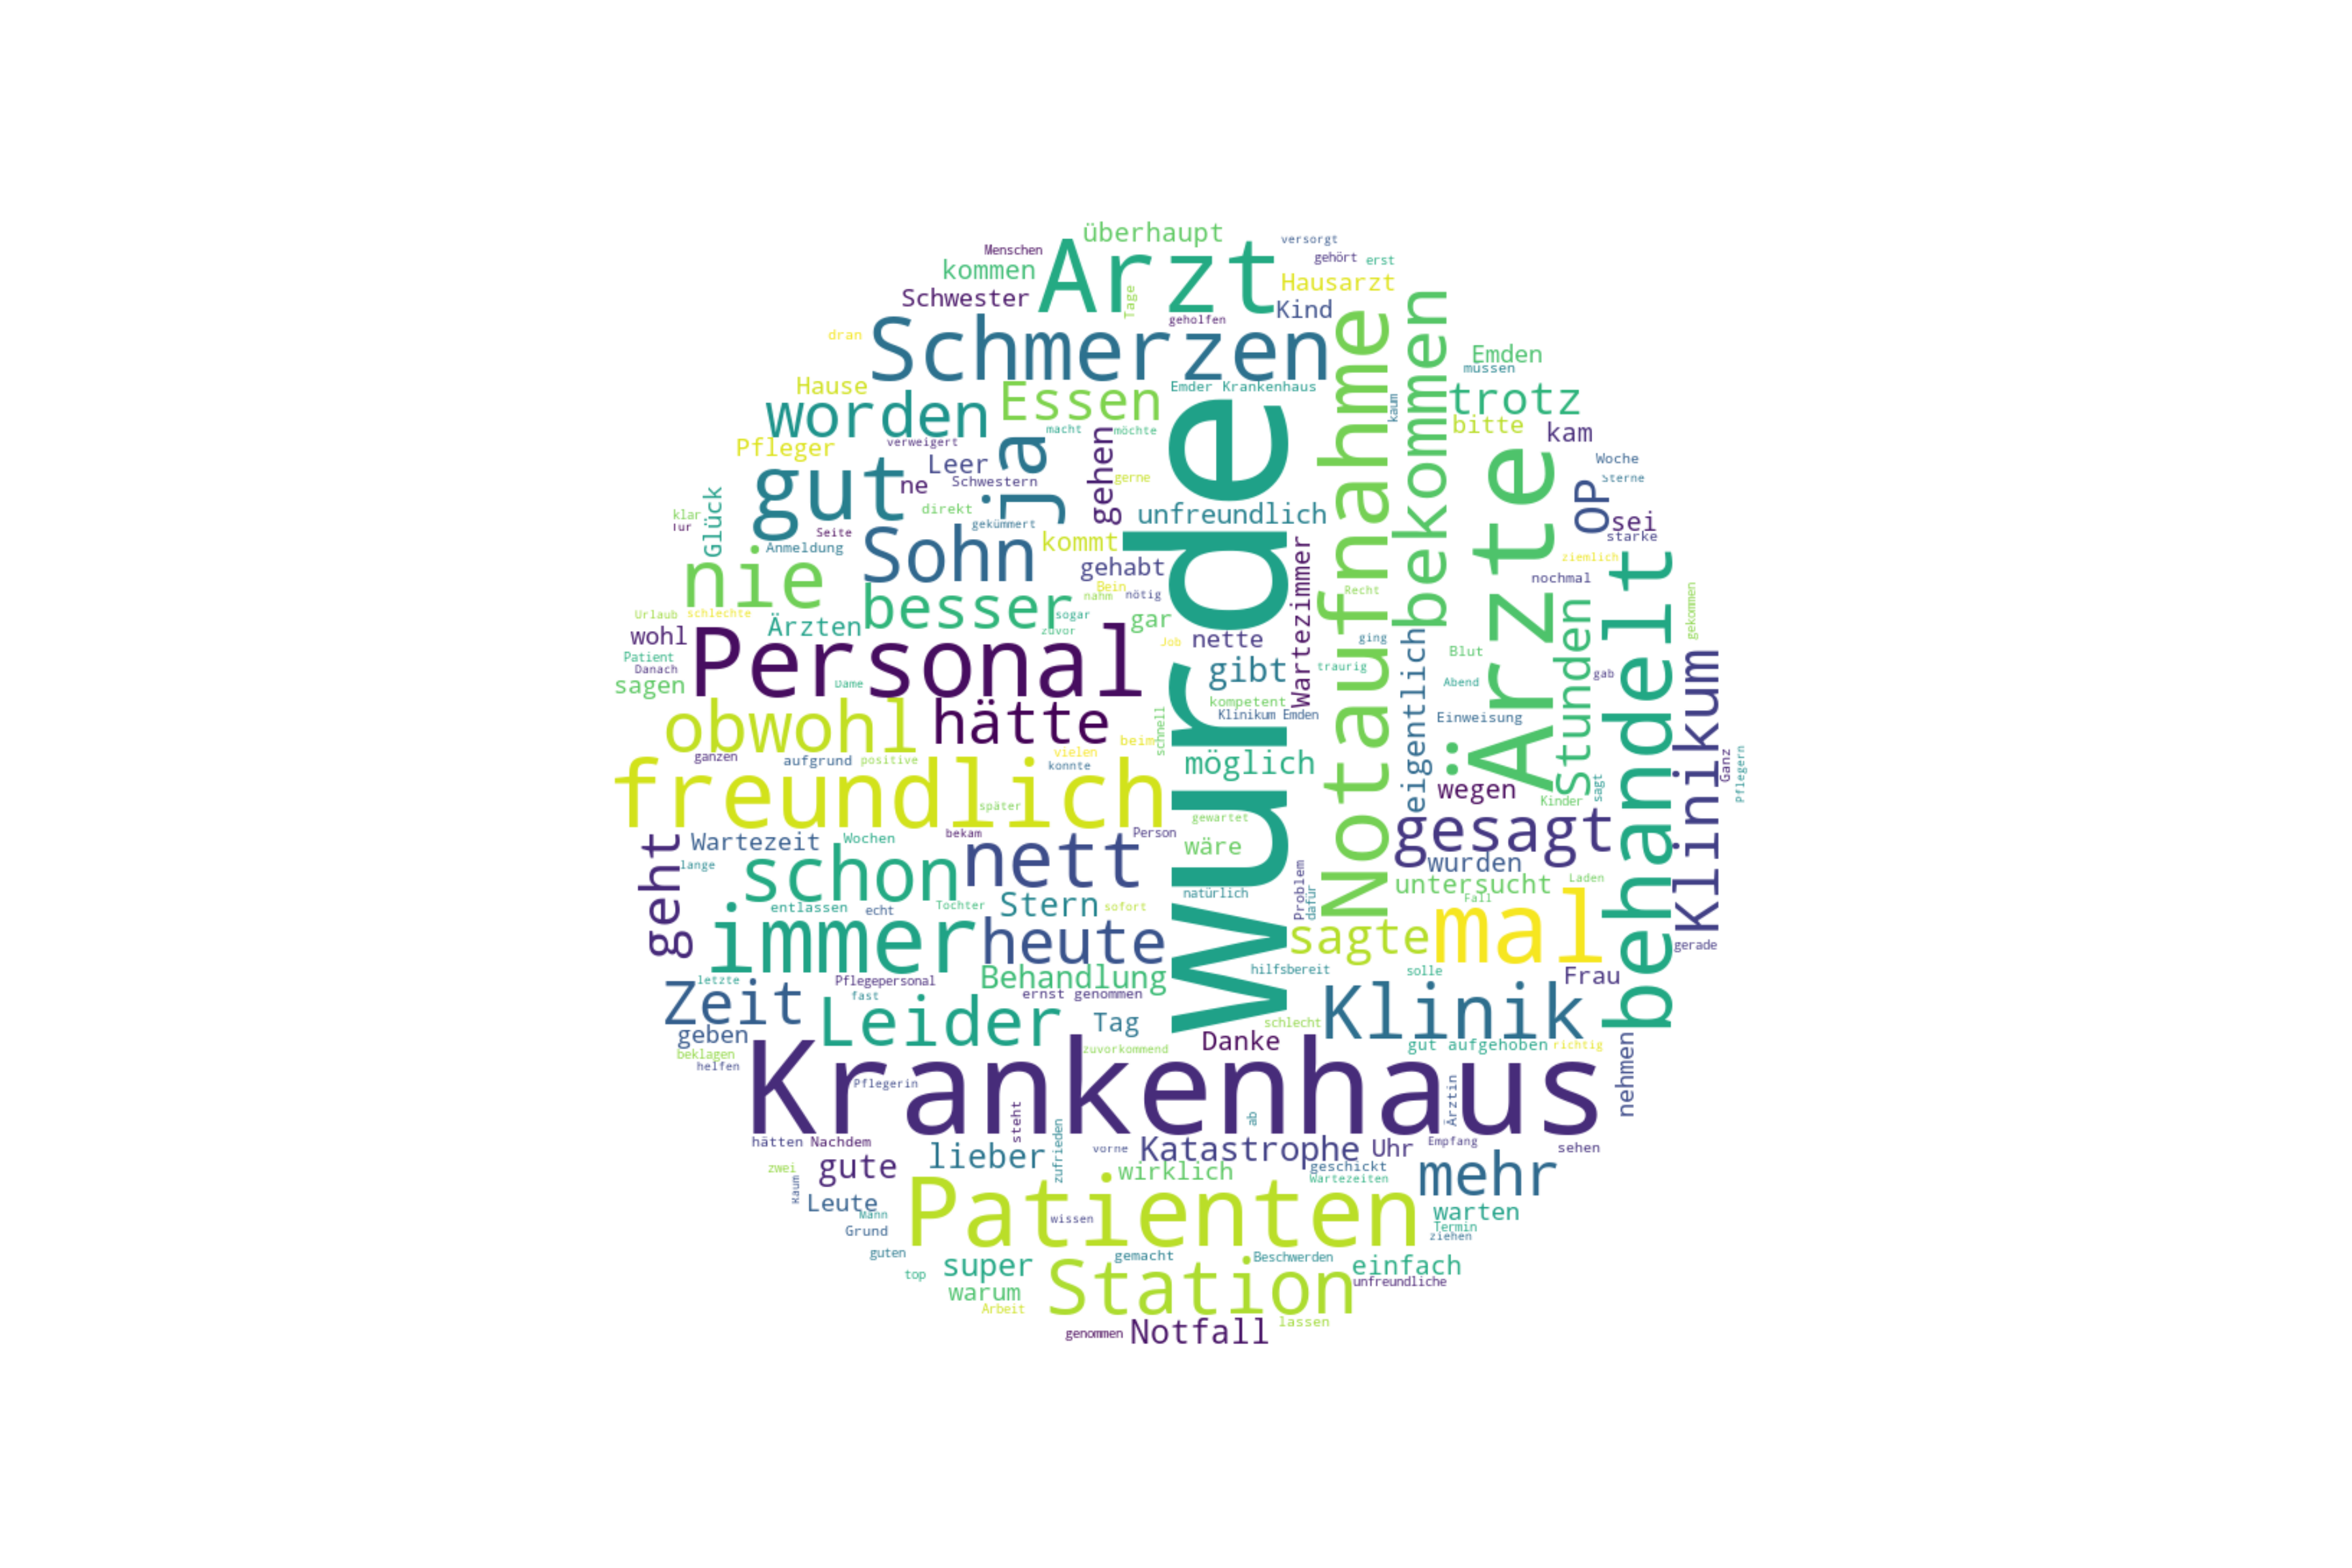 überhaupt
versorgt
Menschen
Arzt
gehört
erst
kommen
Hausarzt
Schwester
Tage
Kind
geholfen
Schmerzen
dran
Notaufnahme
bekommen
Emden
müssen
Hause
Essen
Emder Krankenhaus
trotz
worden
kaum
bitte
kam
macht
möchte
Pfleger
verweigert
ja
gehen
wurde
Ärzte
Woche
Leer
gut
ne
Schwestern
gerne
Sterne
OP
Glück
klar
direkt
unfreundlich
sei
gekümmert
Seite
starke
Anmeldung
Sohn
kommt
Wartezimmer
ziemlich
nie
gehabt
nochmal
behandelt
Bein
nötig
nahm
Recht
besser
Stunden
gekommen
Urlaub
schlechte
sogar
gar
Ärzten
zuvor
wohl
Personal
Job
nette
ging
eigentlich
Blut
Patient
Danach
gibt
traurig
gab
Klinikum
sagen
Dame
Abend
kompetent
obwohl
hätte
Klinikum Emden
Einweisung
schnell
beim
vielen
ganzen
aufgrund
positive
konnte
möglich
Ganz
Pflegern
freundlich
wegen
sagt
später
Kinder
gewartet
geht
Wartezeit
Wochen
bekam
Person
wäre
gesagt
lange
schon
nett
wurden
natürlich
Problem
dafür
untersucht
Laden
entlassen
echt
Tochter
Stern
sofort
Fall
immer
heute
sagte
mal
gerade
letzte
Pflegepersonal
Behandlung
hilfsbereit
solle
Frau
Zeit
fast
ernst genommen
Leider
Tag
schlecht
Klinik
geben
beklagen
zuvorkommend
Danke
gut aufgehoben
richtig
helfen
nehmen
Krankenhaus
Pflegerin
Ärztin
steht
ab
hätten
Nachdem
zufrieden
vorne
Katastrophe
Uhr
Empfang
sehen
lieber
gute
zwei
wirklich
geschickt
Wartezeiten
mehr
Kaum
Leute
Mann
Patienten
wissen
warten
Termin
Grund
ziehen
guten
gemacht
Beschwerden
super
einfach
top
Station
unfreundliche
warum
Arbeit
lassen
genommen
Notfall